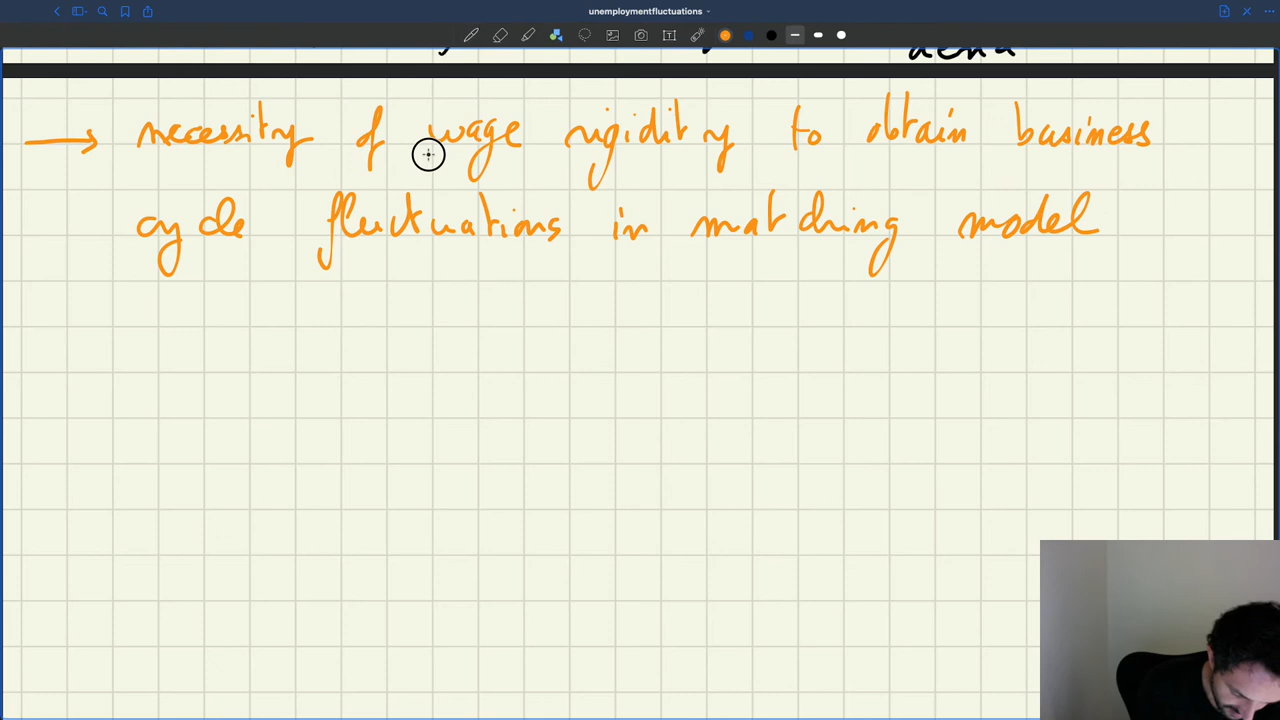 unemploymentfluctuations
→ necessity of wage rigidity to obtain business
cycle fluctuations in matching model